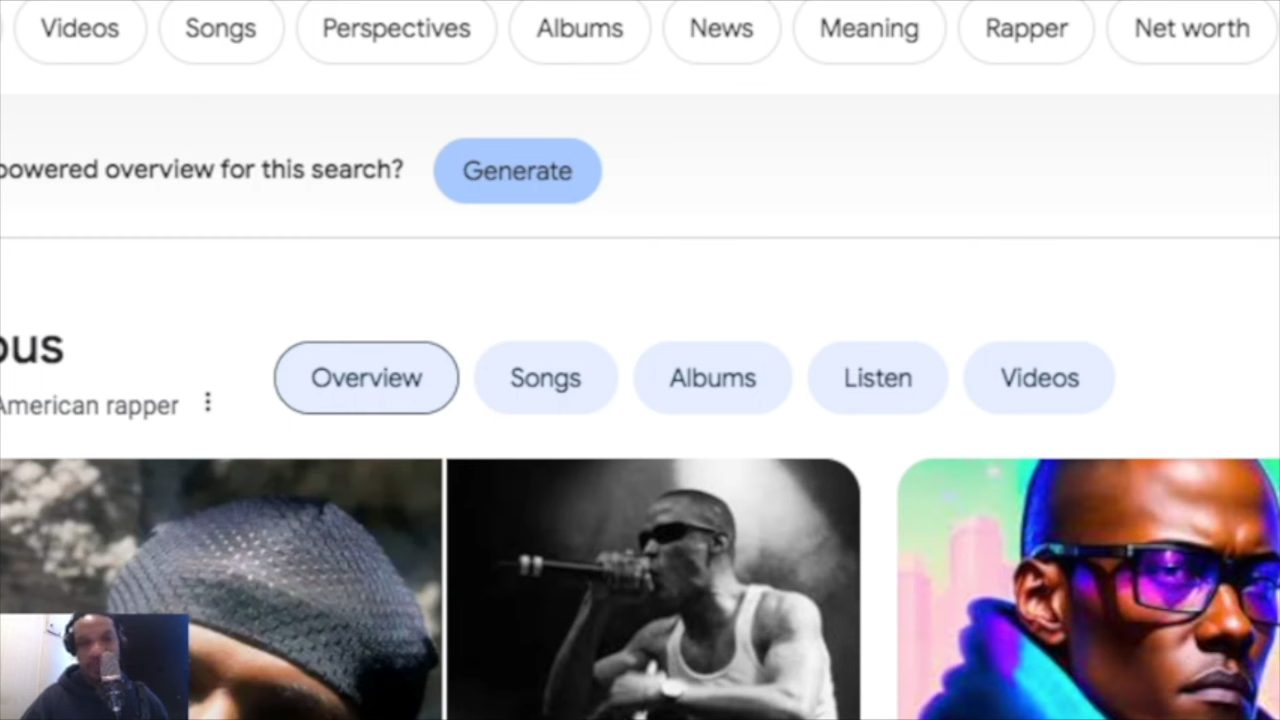 Videos Songs Perspectives Albums News Meaning Rapper Net worth
powered overview for this search? Generate
ous
Overview Songs Albums Listen Videos
American rapper